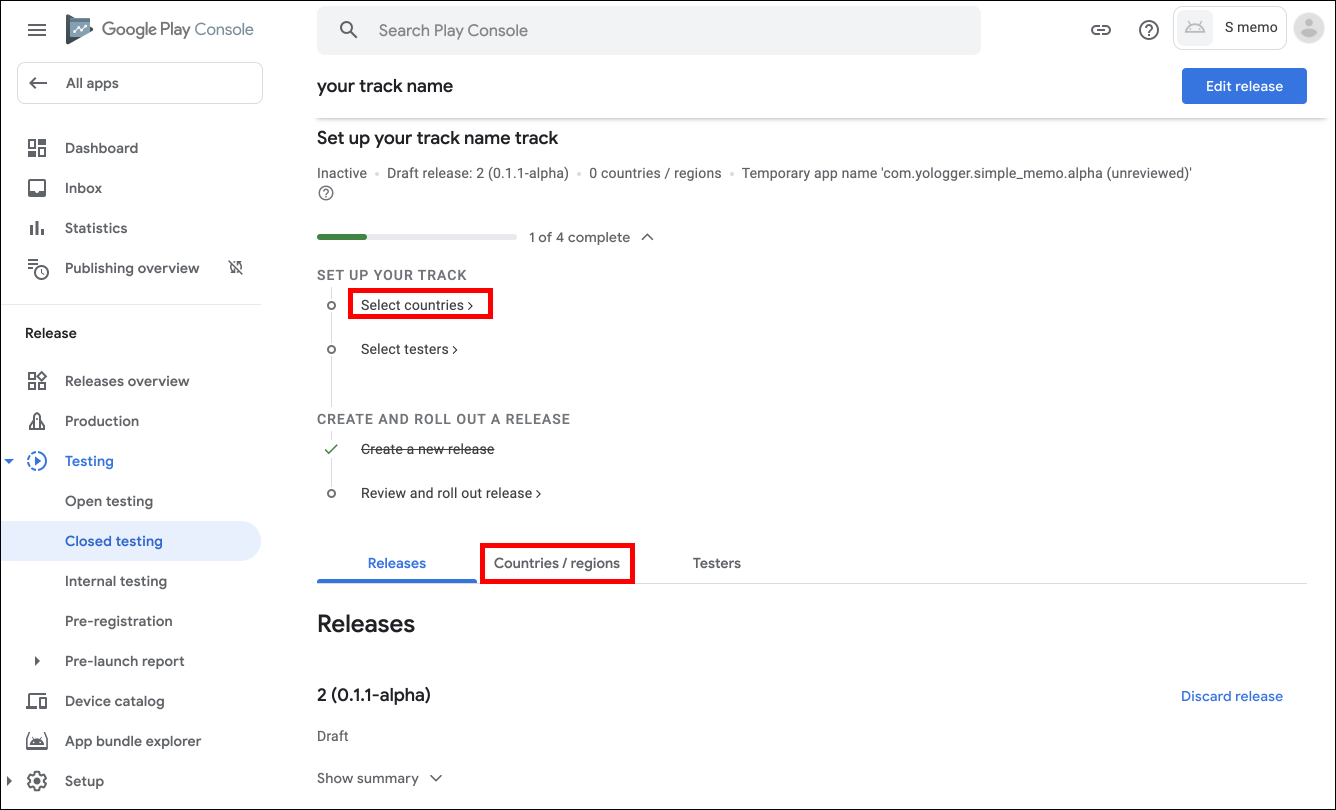 Google Play Console
Search Play Console
S memo
All apps
your track name
Edit release
Set up your track name track
Inactive • Draft release: 2 (0.1.1-alpha) • 0 countries / regions • Temporary app name 'com.yologger.simple_memo.alpha (unreviewed)'
1 of 4 complete
SET UP YOUR TRACK
Select countries >
Select testers >
CREATE AND ROLL OUT A RELEASE
Create a new release
Review and roll out release >
Releases
Countries / regions
Testers
Releases
2 (0.1.1-alpha)
Discard release
Draft
Show summary
Dashboard
Inbox
Statistics
Publishing overview
Release
Releases overview
Production
Testing
Open testing
Closed testing
Internal testing
Pre-registration
Pre-launch report
Device catalog
App bundle explorer
Setup